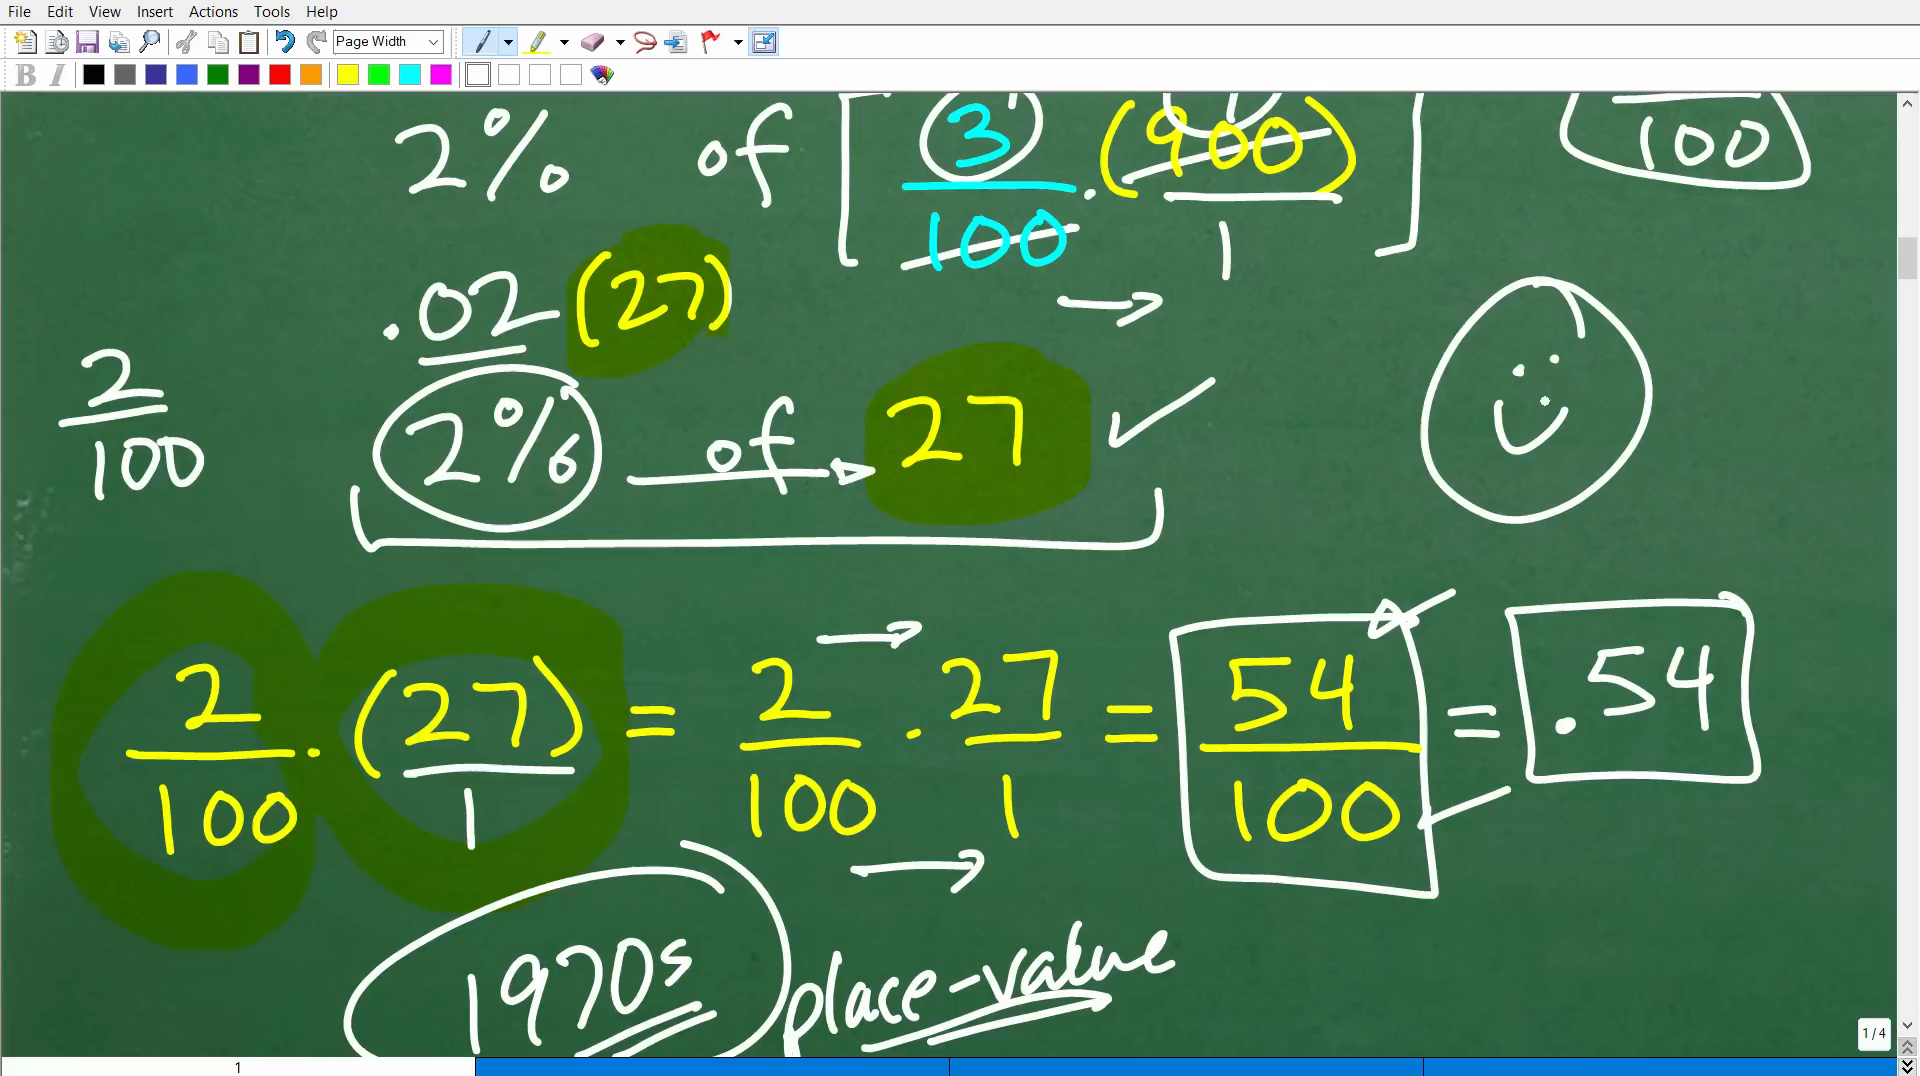 File Edit View Insert Actions Tools Help
Page Width
B I
2% of [ 3/100 · (900)/1 ]
100
.02 (27)
2/100
2% of 27 ✓
2/100 · (27)/1 = 2/100 · 27/1 = 54/100 = .54
1970s place-value
1 / 4
1